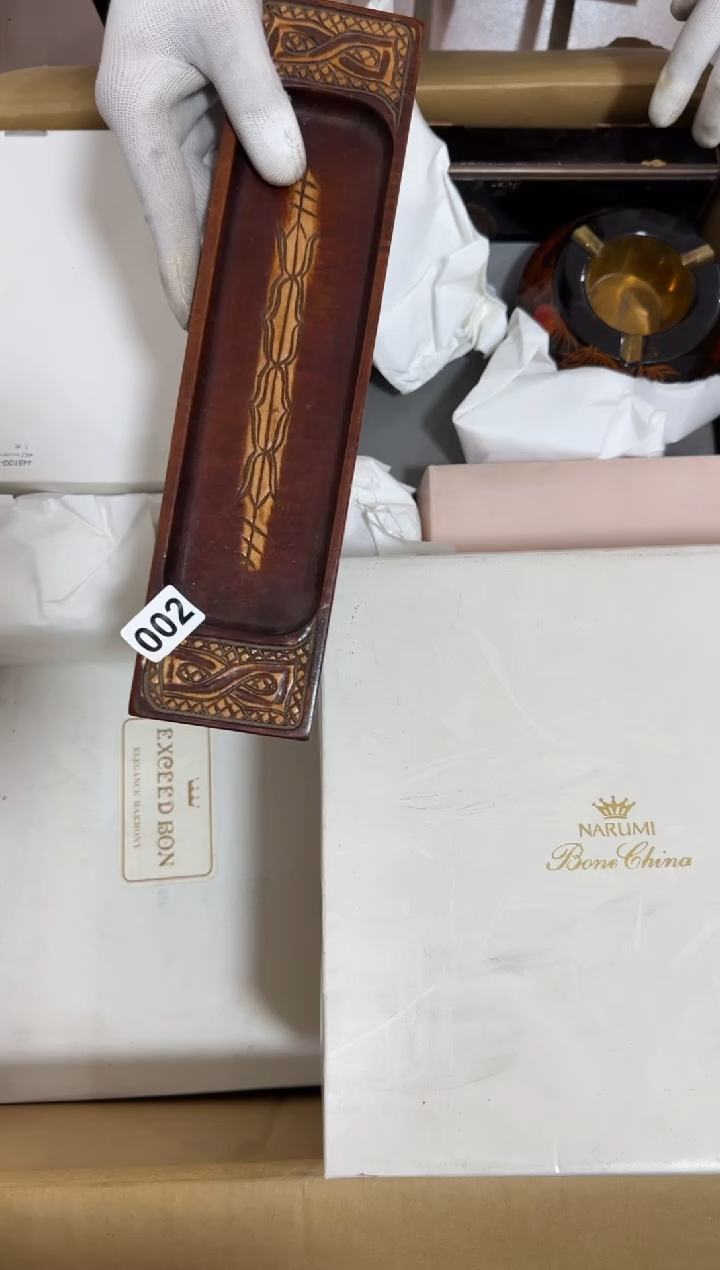 002
EXCEED BON
ELEGANCE HARMONY
NARUMI
Bone China